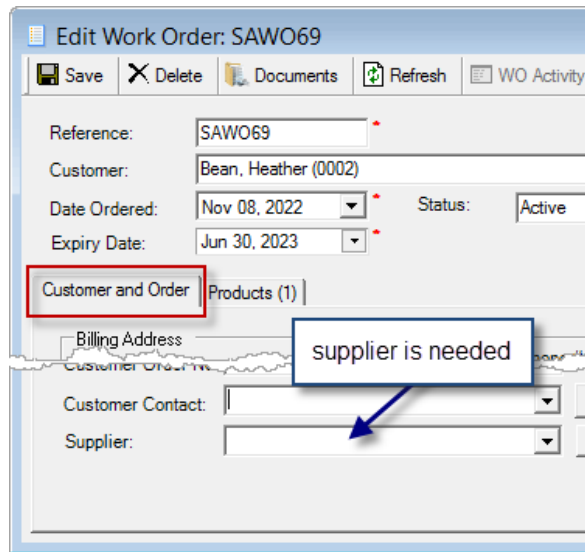 Edit Work Order: SAWO69
Save Delete Documents Refresh WO Activity
Reference: SAWO69 *
Customer: Bean, Heather (0002)
Date Ordered: Nov 08, 2022 * Status: Active
Expiry Date: Jun 30, 2023 *
Customer and Order Products (1)
Billing Address
supplier is needed
Customer Order
Customer Contact:
Supplier: